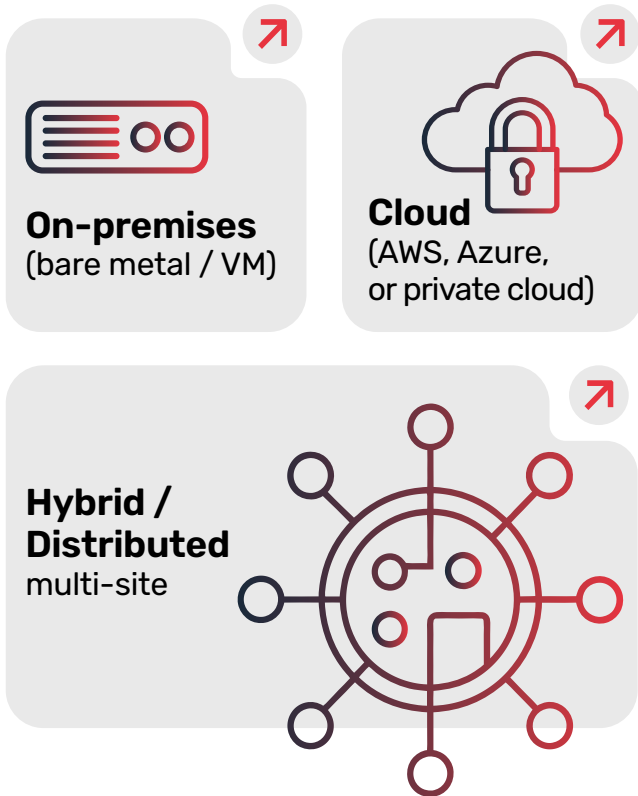 On-premises
(bare metal / VM)
Cloud
(AWS, Azure,
or private cloud)
Hybrid /
Distributed
multi-site